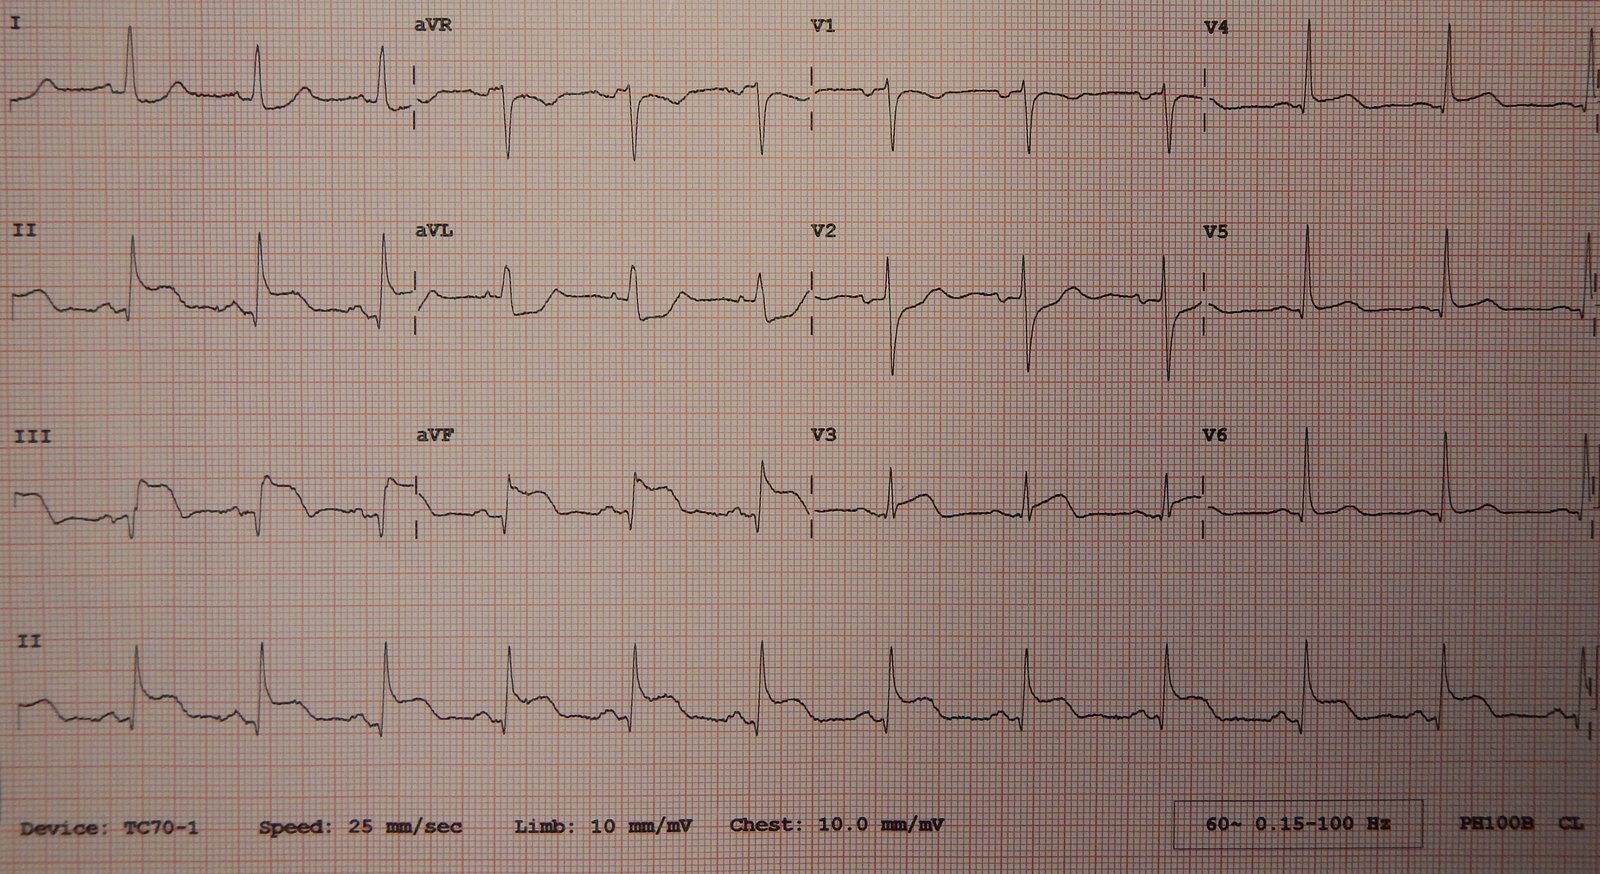 I aVR V1 V4
II aVL V2 V5
III aVF V3 V6
II
Device: TC70-1 Speed: 25 mm/sec Limb: 10 mm/mV Chest: 10.0 mm/mV 60~ 0.15-100 Hz PH100B CL